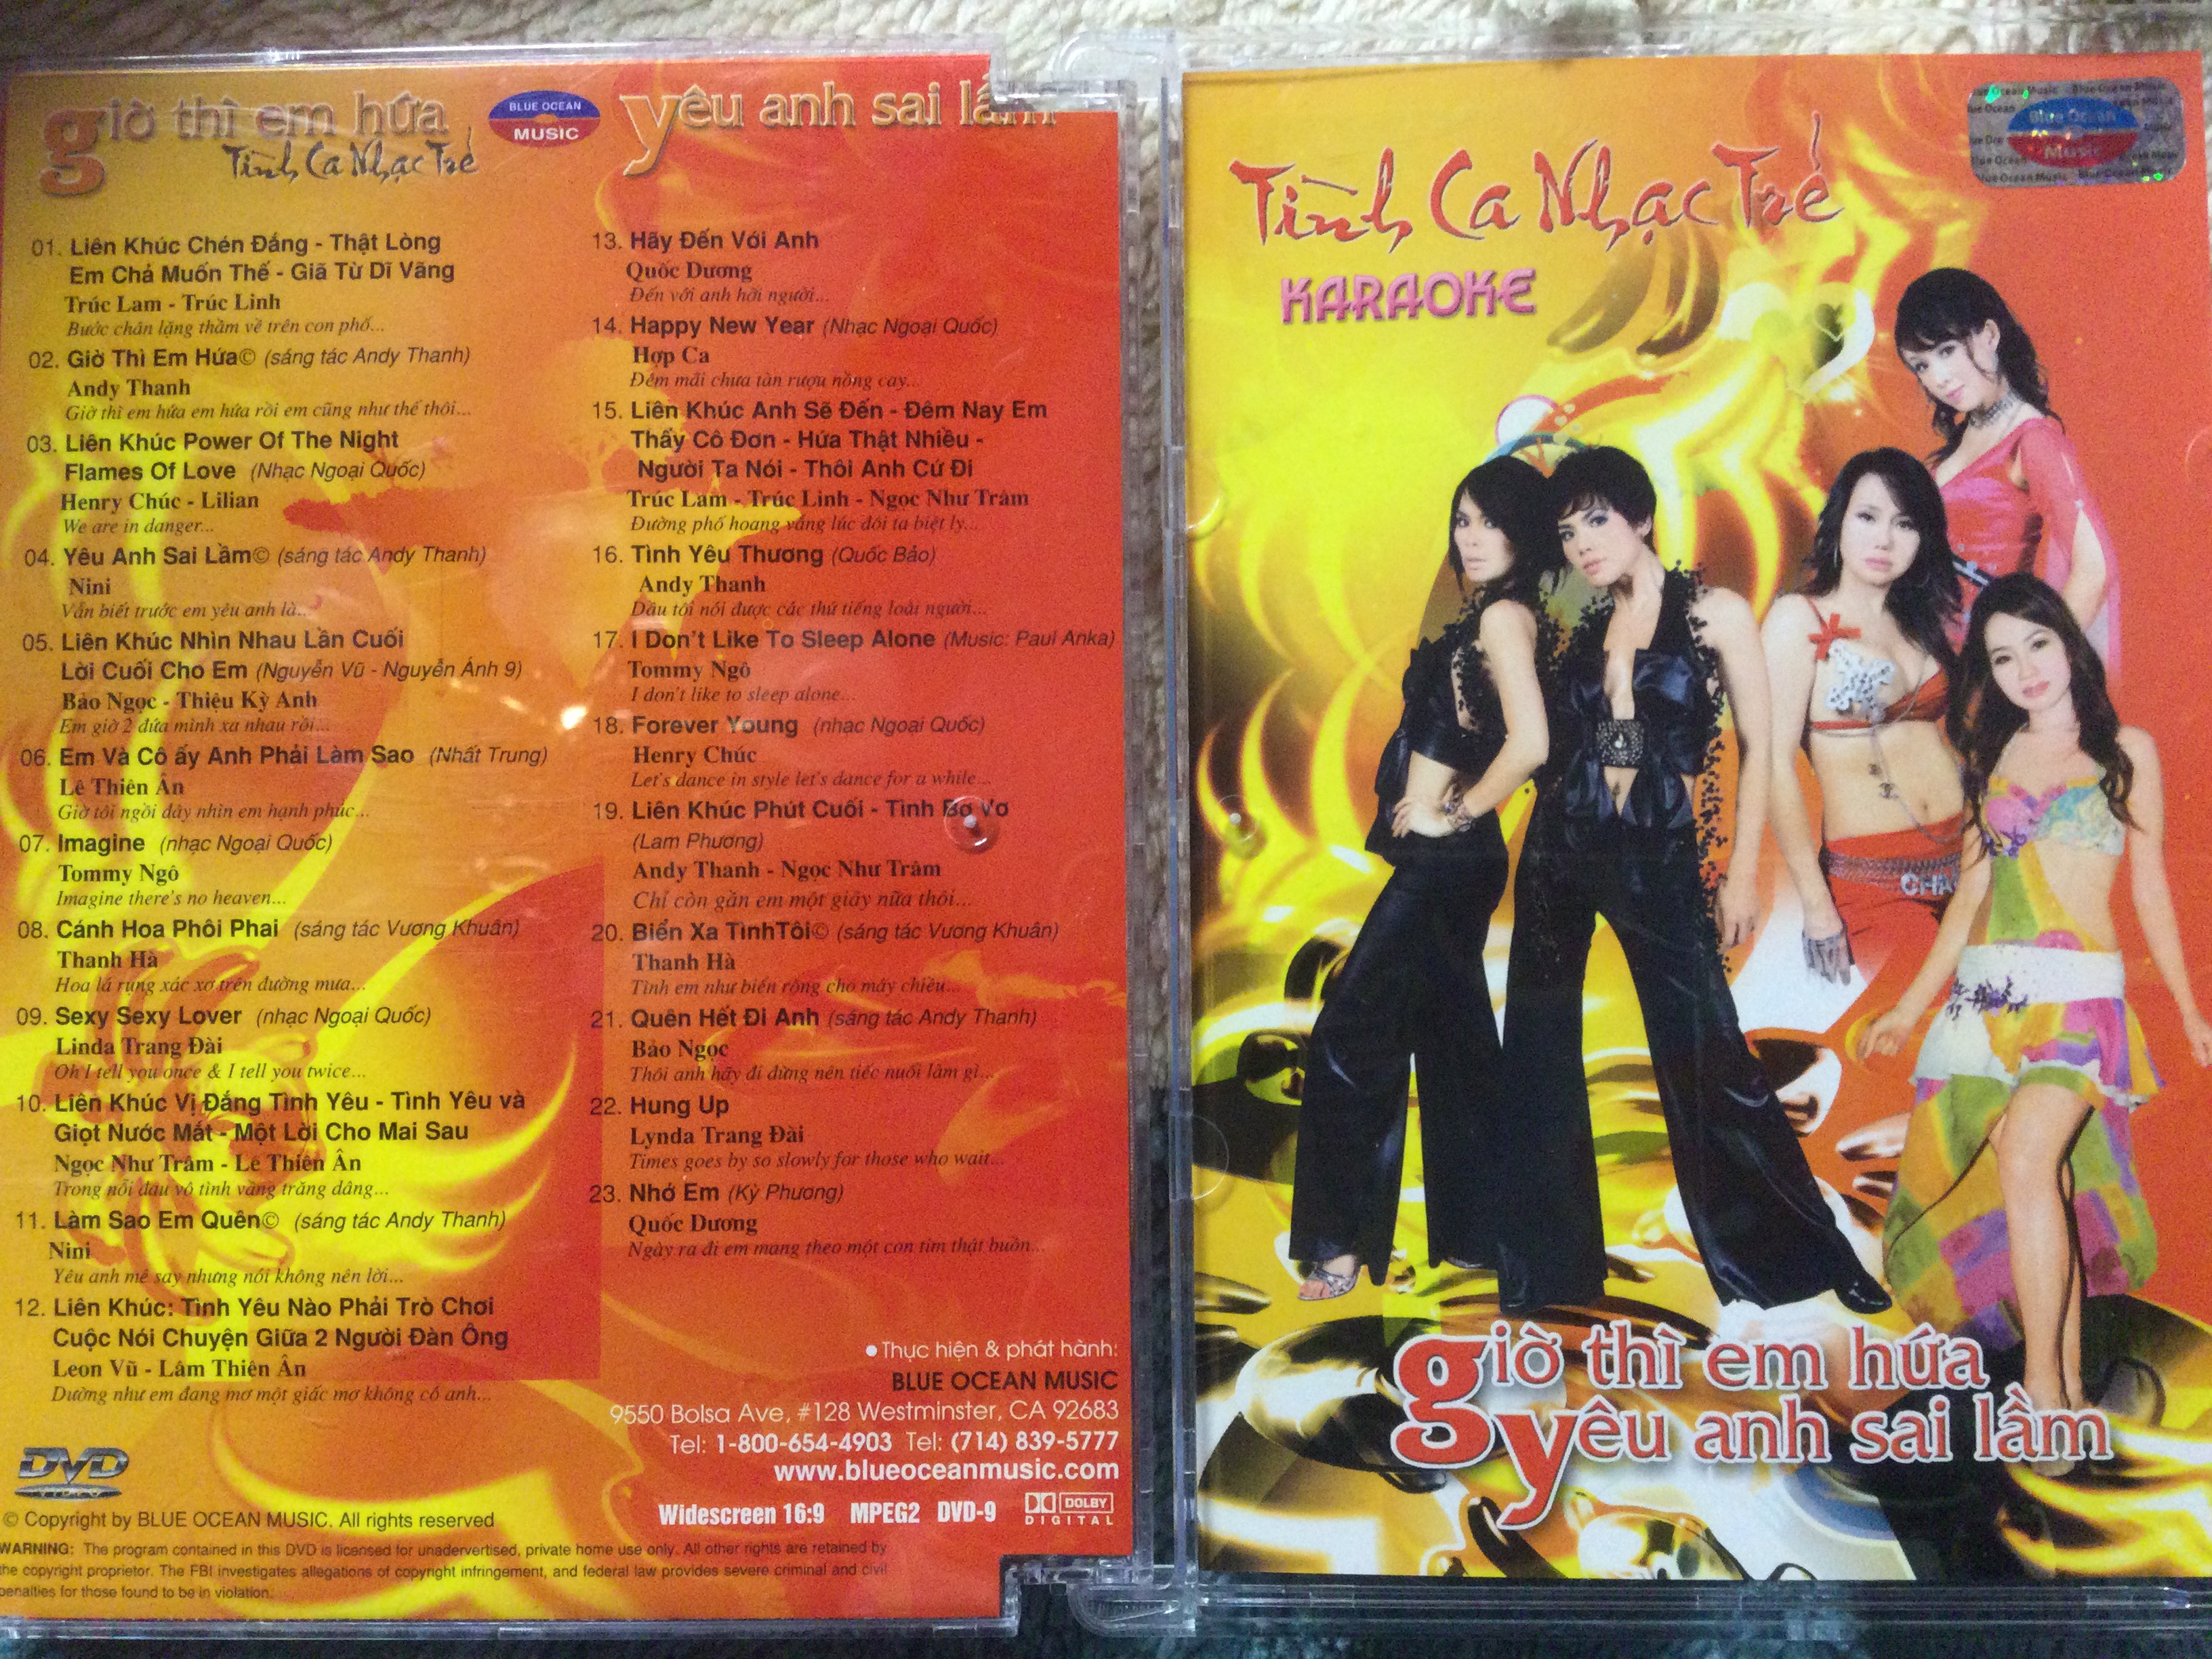 giờ thì em hứa
Tình Ca Nhạc Trẻ
BLUE OCEAN
MUSIC
yêu anh sai lầm
01. Liên Khúc Chén Đắng - Thật Lòng
Em Chả Muốn Thế - Giã Từ Dĩ Vãng
Trúc Lam - Trúc Linh
Bước chân lặng thầm về trên con phố...
02. Giờ Thì Em Hứa© (sáng tác Andy Thanh)
Andy Thanh
Giờ thì em hứa em hứa rồi em cũng như thế thôi...
03. Liên Khúc Power Of The Night
Flames Of Love (Nhạc Ngoại Quốc)
Henry Chúc - Lilian
We are in danger...
04. Yêu Anh Sai Lầm© (sáng tác Andy Thanh)
Nini
Vẫn biết trước em yêu anh là...
05. Liên Khúc Nhìn Nhau Lần Cuối
Lời Cuối Cho Em (Nguyễn Vũ - Nguyễn Ánh 9)
Bảo Ngọc - Thiệu Kỳ Anh
Em giờ 2 đứa mình xa nhau rồi...
06. Em Và Cô ấy Anh Phải Làm Sao (Nhất Trung)
Lê Thiên Ân
Giờ tôi ngồi đây nhìn em hạnh phúc...
07. Imagine (nhạc Ngoại Quốc)
Tommy Ngô
Imagine there's no heaven...
08. Cánh Hoa Phôi Phai (sáng tác Vương Khuân)
Thanh Hà
Hoa lá rụng xác xơ trên đường mưa...
09. Sexy Sexy Lover (nhạc Ngoại Quốc)
Linda Trang Đài
Oh I tell you once & I tell you twice...
10. Liên Khúc Vị Đắng Tình Yêu - Tình Yêu và
Giọt Nước Mắt - Một Lời Cho Mai Sau
Ngọc Như Trâm - Lê Thiên Ân
Trong nỗi đau vô tình vầng trăng dâng...
11. Làm Sao Em Quên© (sáng tác Andy Thanh)
Nini
Yêu anh mê say nhưng nói không nên lời...
12. Liên Khúc: Tình Yêu Nào Phải Trò Chơi
Cuộc Nói Chuyện Giữa 2 Người Đàn Ông
Leon Vũ - Lâm Thiên Ân
Dường như em đang mơ một giấc mơ không có anh...
13. Hãy Đến Với Anh
Quốc Dương
Đến với anh hỡi người...
14. Happy New Year (Nhạc Ngoại Quốc)
Hợp Ca
Đêm mãi chưa tàn rượu nồng cay...
15. Liên Khúc Anh Sẽ Đến - Đêm Nay Em
Thấy Cô Đơn - Hứa Thật Nhiều -
Người Ta Nói - Thôi Anh Cứ Đi
Trúc Lam - Trúc Linh - Ngọc Như Trâm
Đường phố hoang vắng lúc đôi ta biệt ly...
16. Tình Yêu Thương (Quốc Bảo)
Andy Thanh
Dầu tôi nói được các thứ tiếng loài người...
17. I Don't Like To Sleep Alone (Music: Paul Anka)
Tommy Ngô
I don't like to sleep alone...
18. Forever Young (nhạc Ngoại Quốc)
Henry Chúc
Let's dance in style let's dance for a while...
19. Liên Khúc Phút Cuối - Tình Bơ Vơ
(Lam Phương)
Andy Thanh - Ngọc Như Trâm
Chỉ còn gần em một giây nữa thôi...
20. Biển Xa TìnhTôi© (sáng tác Vương Khuân)
Thanh Hà
Tình em như biển rộng cho mây chiều...
21. Quên Hết Đi Anh (sáng tác Andy Thanh)
Bảo Ngọc
Thôi anh hãy đi đừng nên tiếc nuối làm gì...
22. Hung Up
Lynda Trang Đài
Times goes by so slowly for those who wait...
23. Nhớ Em (Kỳ Phương)
Quốc Dương
Ngày ra đi em mang theo một con tim thật buồn...
• Thực hiện & phát hành:
BLUE OCEAN MUSIC
9550 Bolsa Ave, #128 Westminster, CA 92683
Tel: 1-800-654-4903 Tel: (714) 839-5777
www.blueoceanmusic.com
Widescreen 16:9 MPEG2 DVD-9 DOLBY
DIGITAL
DVD
VIDEO
© Copyright by BLUE OCEAN MUSIC. All rights reserved
WARNING: The program contained in this DVD is licensed for unadervertised, private home use only. All other rights are retained by
the copyright proprietor. The FBI investigates allegations of copyright infringement, and federal law provides severe criminal and civil
penalties for those found to be in violation.
Tình Ca Nhạc Trẻ
KARAOKE
Blue Ocean
Music
CHA
giờ thì em hứa
yêu anh sai lầm